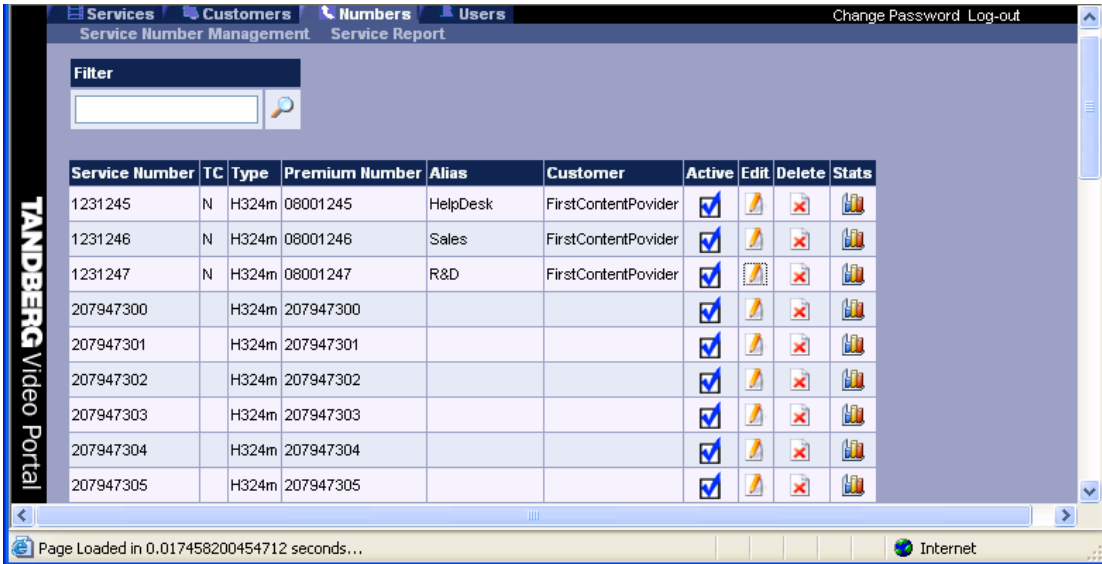 Services Customers Numbers Users Change Password Log-out
Service Number Management Service Report
Filter
Service Number TC Type Premium Number Alias Customer Active Edit Delete Stats
1231245 N H324m 08001245 HelpDesk FirstContentPovider
1231246 N H324m 08001246 Sales FirstContentPovider
1231247 N H324m 08001247 R&D FirstContentPovider
207947300 H324m 207947300
207947301 H324m 207947301
207947302 H324m 207947302
207947303 H324m 207947303
207947304 H324m 207947304
207947305 H324m 207947305
TANDBERG Video Portal
Page Loaded in 0.017458200454712 seconds... Internet